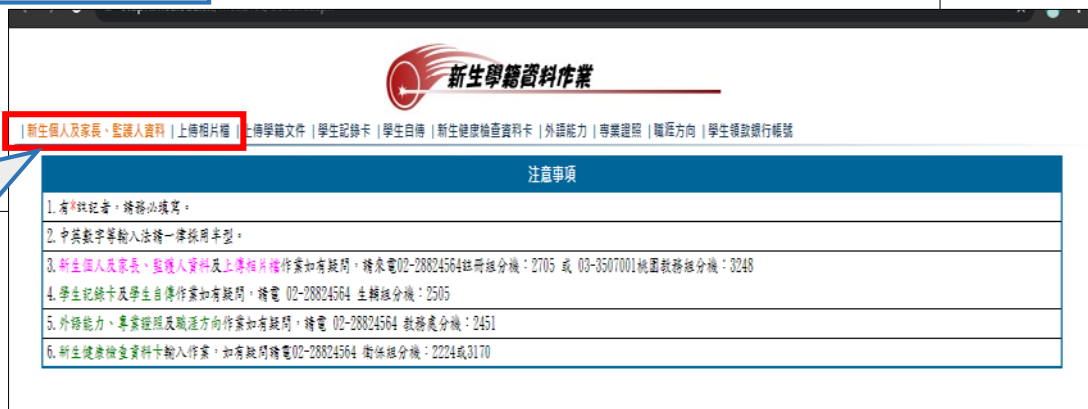 新生學籍資料作業
|新生個人及家長、監護人資料 |上傳相片檔 |上傳學籍文件 |學生記錄卡 |學生自傳 |新生健康檢查資料卡 |外語能力 |專業證照 |職涯方向 |學生領款銀行帳號
注意事項
1.有*註記者，請務必填寫。
2.中英數字等輸入法請一律採用半型。
3.新生個人及家長、監護人資料及上傳相片檔作業如有疑問，請來電02-28824564註冊組分機：2705 或 03-3507001桃園教務組分機：3248
4.學生記錄卡及學生自傳作業如有疑問，請電 02-28824564 生輔組分機：2505
5.外語能力、專業證照及職涯方向作業如有疑問，請電 02-28824564 教務處分機：2451
6.新生健康檢查資料卡輸入作業，如有疑問請電02-28824564 衛保組分機：2224或3170